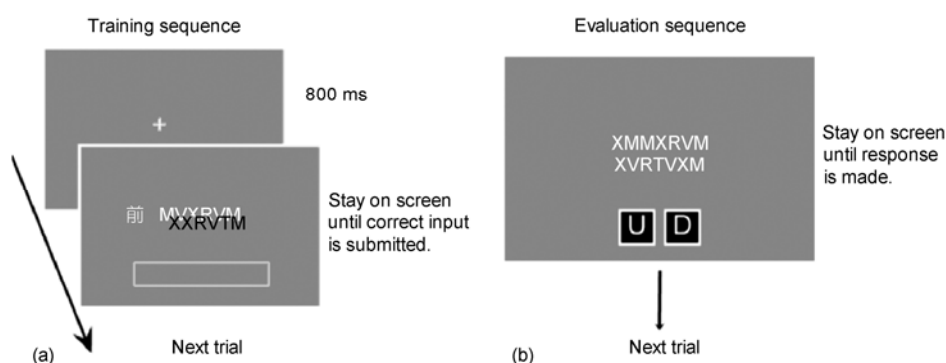 Training sequence
800 ms
前 MVXRVM
XXRVTM
Stay on screen
until correct input
is submitted.
(a)
Next trial
Evaluation sequence
XMMXRVM
XVRTVXM
U D
Stay on screen
until response
is made.
(b)
Next trial